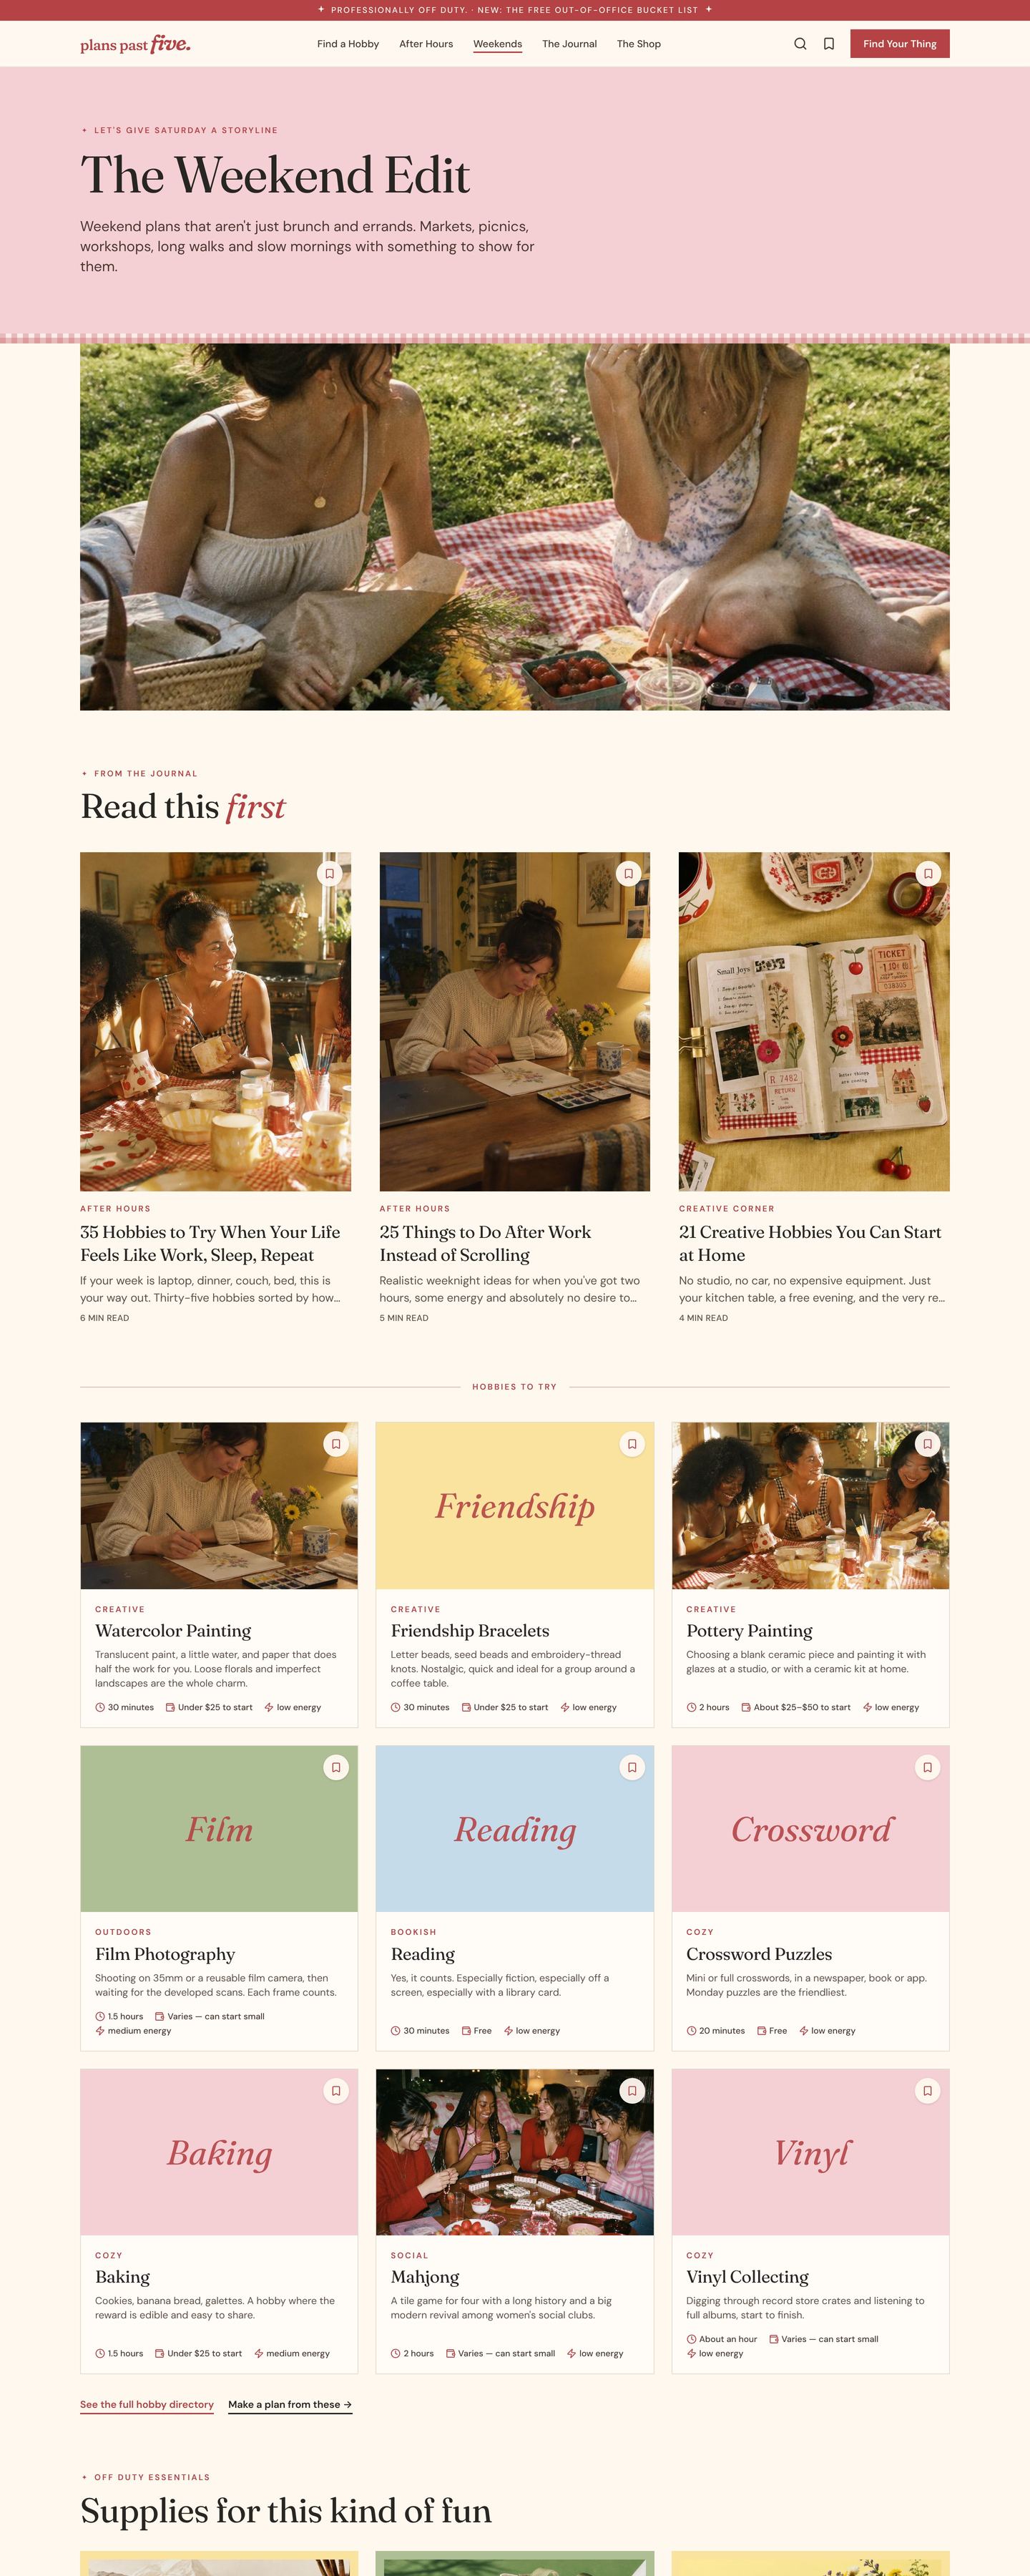 PROFESSIONALLY OFF DUTY. · NEW: THE FREE OUT-OF-OFFICE BUCKET LIST
plans past five.
Find a Hobby
After Hours
Weekends
The Journal
The Shop
Find Your Thing
LET'S GIVE SATURDAY A STORYLINE
The Weekend Edit
Weekend plans that aren't just brunch and errands. Markets, picnics,
workshops, long walks and slow mornings with something to show for
them.
FROM THE JOURNAL
Read this first
Small Joys
TICKET
R 7482
RETURN
better things
are coming
AFTER HOURS
35 Hobbies to Try When Your Life
Feels Like Work, Sleep, Repeat
If your week is laptop, dinner, couch, bed, this is
your way out. Thirty-five hobbies sorted by how...
6 MIN READ
AFTER HOURS
25 Things to Do After Work
Instead of Scrolling
Realistic weeknight ideas for when you've got two
hours, some energy and absolutely no desire to...
5 MIN READ
CREATIVE CORNER
21 Creative Hobbies You Can Start
at Home
No studio, no car, no expensive equipment. Just
your kitchen table, a free evening, and the very re...
4 MIN READ
HOBBIES TO TRY
CREATIVE
Watercolor Painting
Translucent paint, a little water, and paper that does
half the work for you. Loose florals and imperfect
landscapes are the whole charm.
30 minutes
Under $25 to start
low energy
Friendship
CREATIVE
Friendship Bracelets
Letter beads, seed beads and embroidery-thread
knots. Nostalgic, quick and ideal for a group around a
coffee table.
30 minutes
Under $25 to start
low energy
CREATIVE
Pottery Painting
Choosing a blank ceramic piece and painting it with
glazes at a studio, or with a ceramic kit at home.
2 hours
About $25–$50 to start
low energy
Film
OUTDOORS
Film Photography
Shooting on 35mm or a reusable film camera, then
waiting for the developed scans. Each frame counts.
1.5 hours
Varies — can start small
medium energy
Reading
BOOKISH
Reading
Yes, it counts. Especially fiction, especially off a
screen, especially with a library card.
30 minutes
Free
low energy
Crossword
COZY
Crossword Puzzles
Mini or full crosswords, in a newspaper, book or app.
Monday puzzles are the friendliest.
20 minutes
Free
low energy
Baking
COZY
Baking
Cookies, banana bread, galettes. A hobby where the
reward is edible and easy to share.
1.5 hours
Under $25 to start
medium energy
SOCIAL
Mahjong
A tile game for four with a long history and a big
modern revival among women's social clubs.
2 hours
Varies — can start small
low energy
Vinyl
COZY
Vinyl Collecting
Digging through record store crates and listening to
full albums, start to finish.
About an hour
Varies — can start small
low energy
See the full hobby directory
Make a plan from these →
OFF DUTY ESSENTIALS
Supplies for this kind of fun